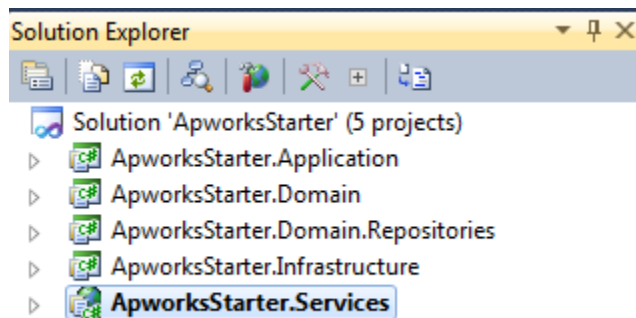 Solution Explorer
Solution 'ApworksStarter' (5 projects)
ApworksStarter.Application
ApworksStarter.Domain
ApworksStarter.Domain.Repositories
ApworksStarter.Infrastructure
ApworksStarter.Services